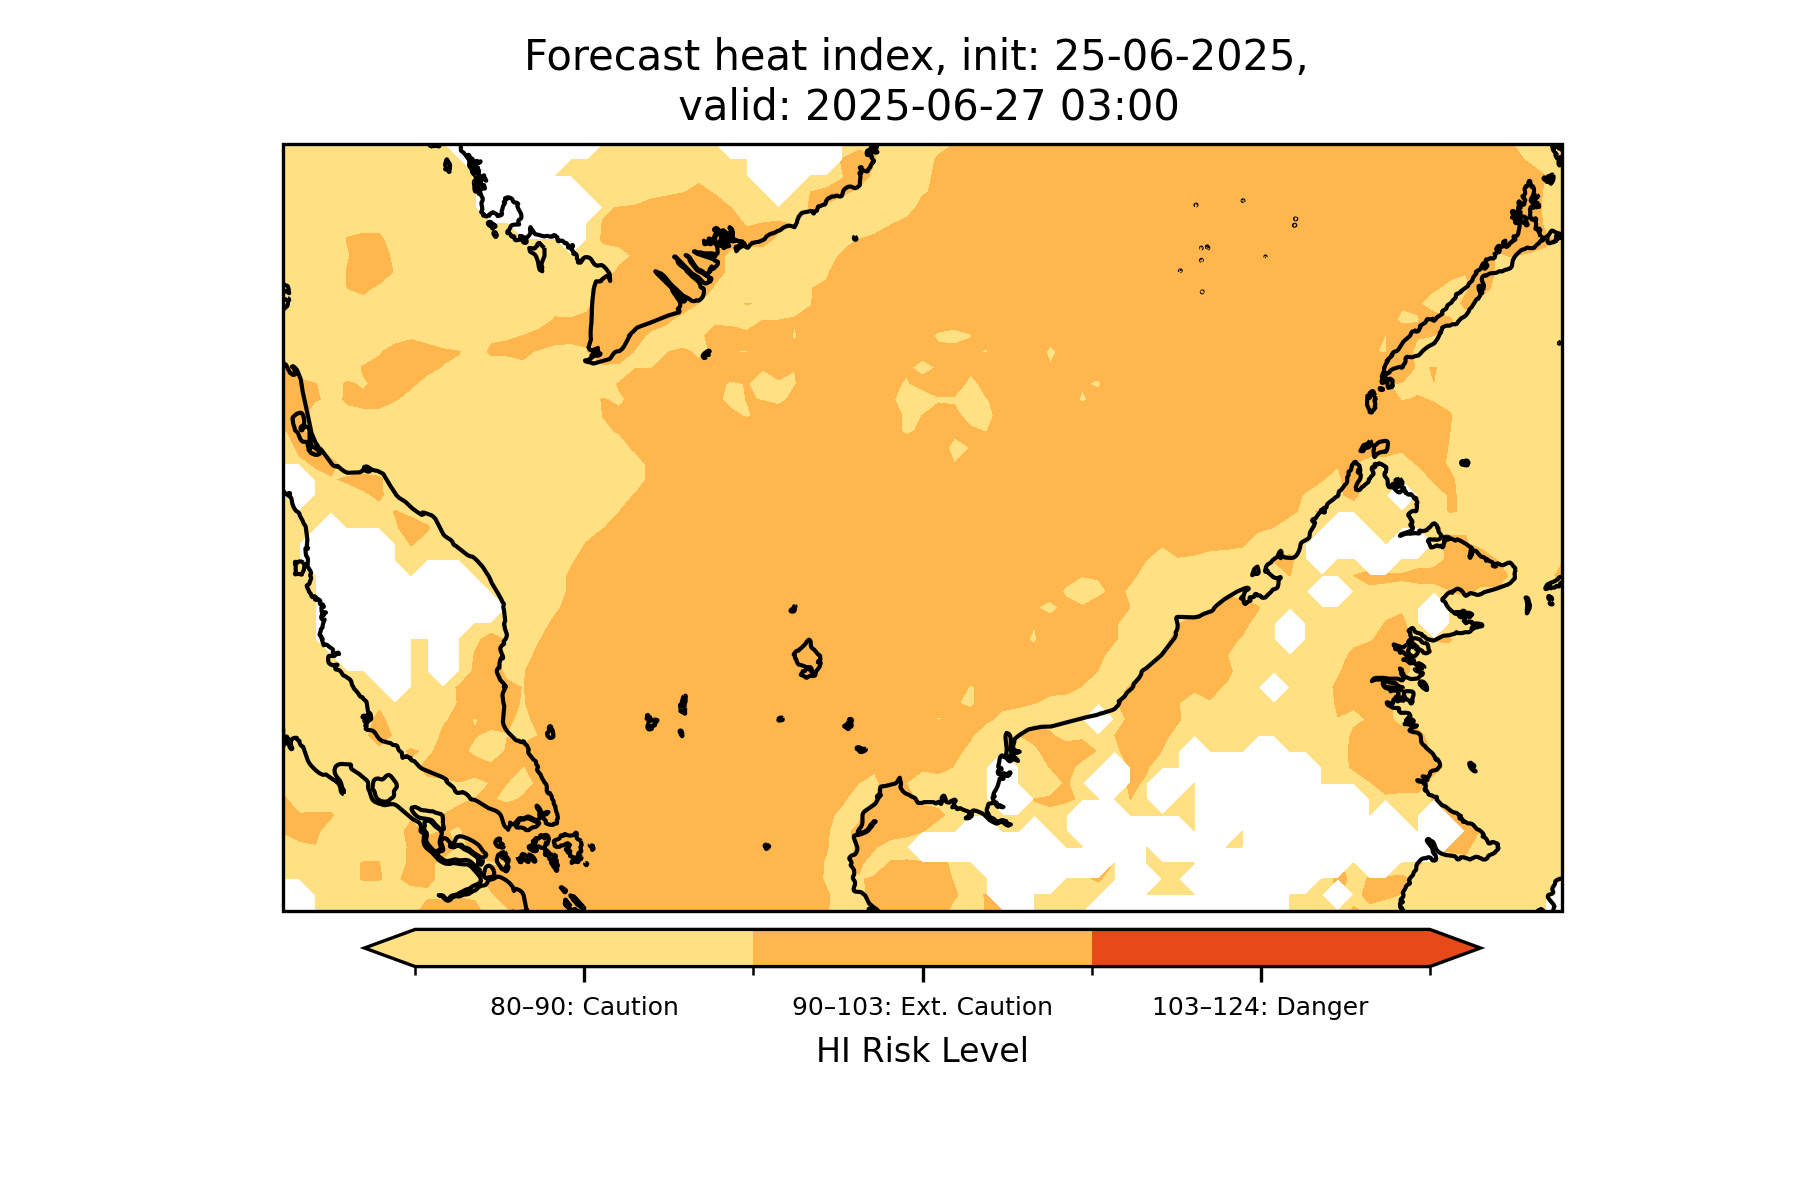 Forecast heat index, init: 25-06-2025,
valid: 2025-06-27 03:00
80–90: Caution
90–103: Ext. Caution
103–124: Danger
HI Risk Level